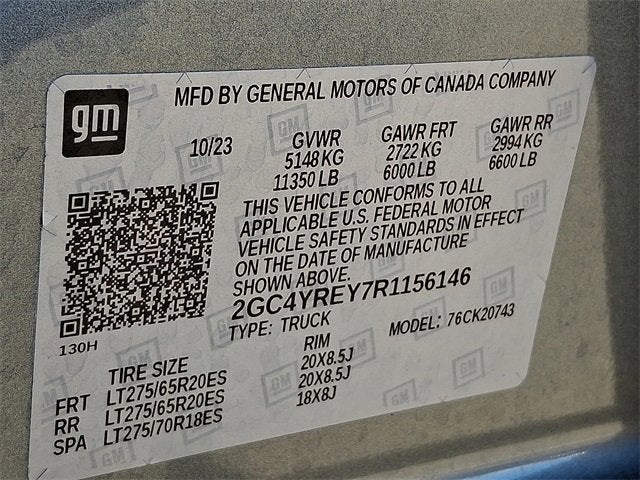 gm
MFD BY GENERAL MOTORS OF CANADA COMPANY
10/23 GVWR GAWR FRT GAWR RR
5148 KG 2722 KG 2994 KG
11350 LB 6000 LB 6600 LB
THIS VEHICLE CONFORMS TO ALL
APPLICABLE U.S. FEDERAL MOTOR
VEHICLE SAFETY STANDARDS IN EFFECT
ON THE DATE OF MANUFACTURE
SHOWN ABOVE.
2GC4YREY7R1156146
TYPE: TRUCK MODEL: 76CK20743
130H
TIRE SIZE RIM
FRT LT275/65R20ES 20X8.5J
RR LT275/65R20ES 20X8.5J
SPA LT275/70R18ES 18X8J